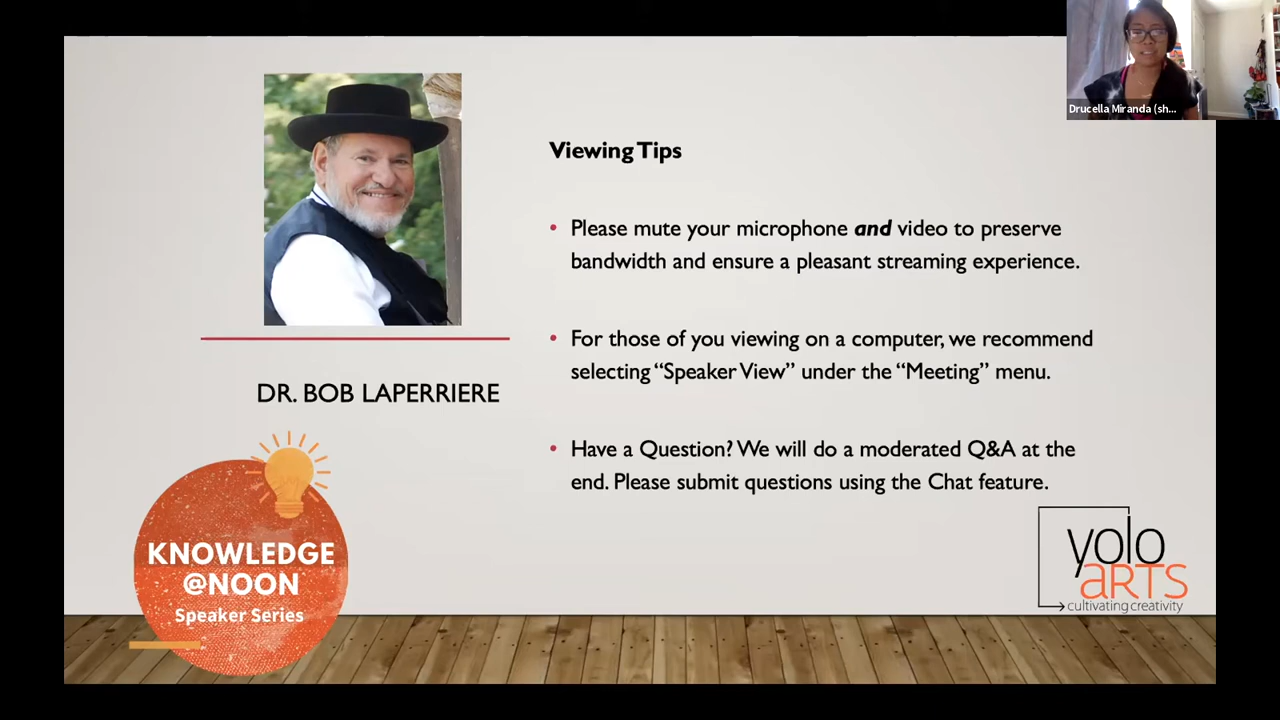 Drucella Miranda (sh...
Viewing Tips
• Please mute your microphone and video to preserve
bandwidth and ensure a pleasant streaming experience.
• For those of you viewing on a computer, we recommend
selecting “Speaker View” under the “Meeting” menu.
• Have a Question? We will do a moderated Q&A at the
end. Please submit questions using the Chat feature.
DR. BOB LAPERRIERE
KNOWLEDGE
@NOON
Speaker Series
yolo
ARTS
cultivating creativity